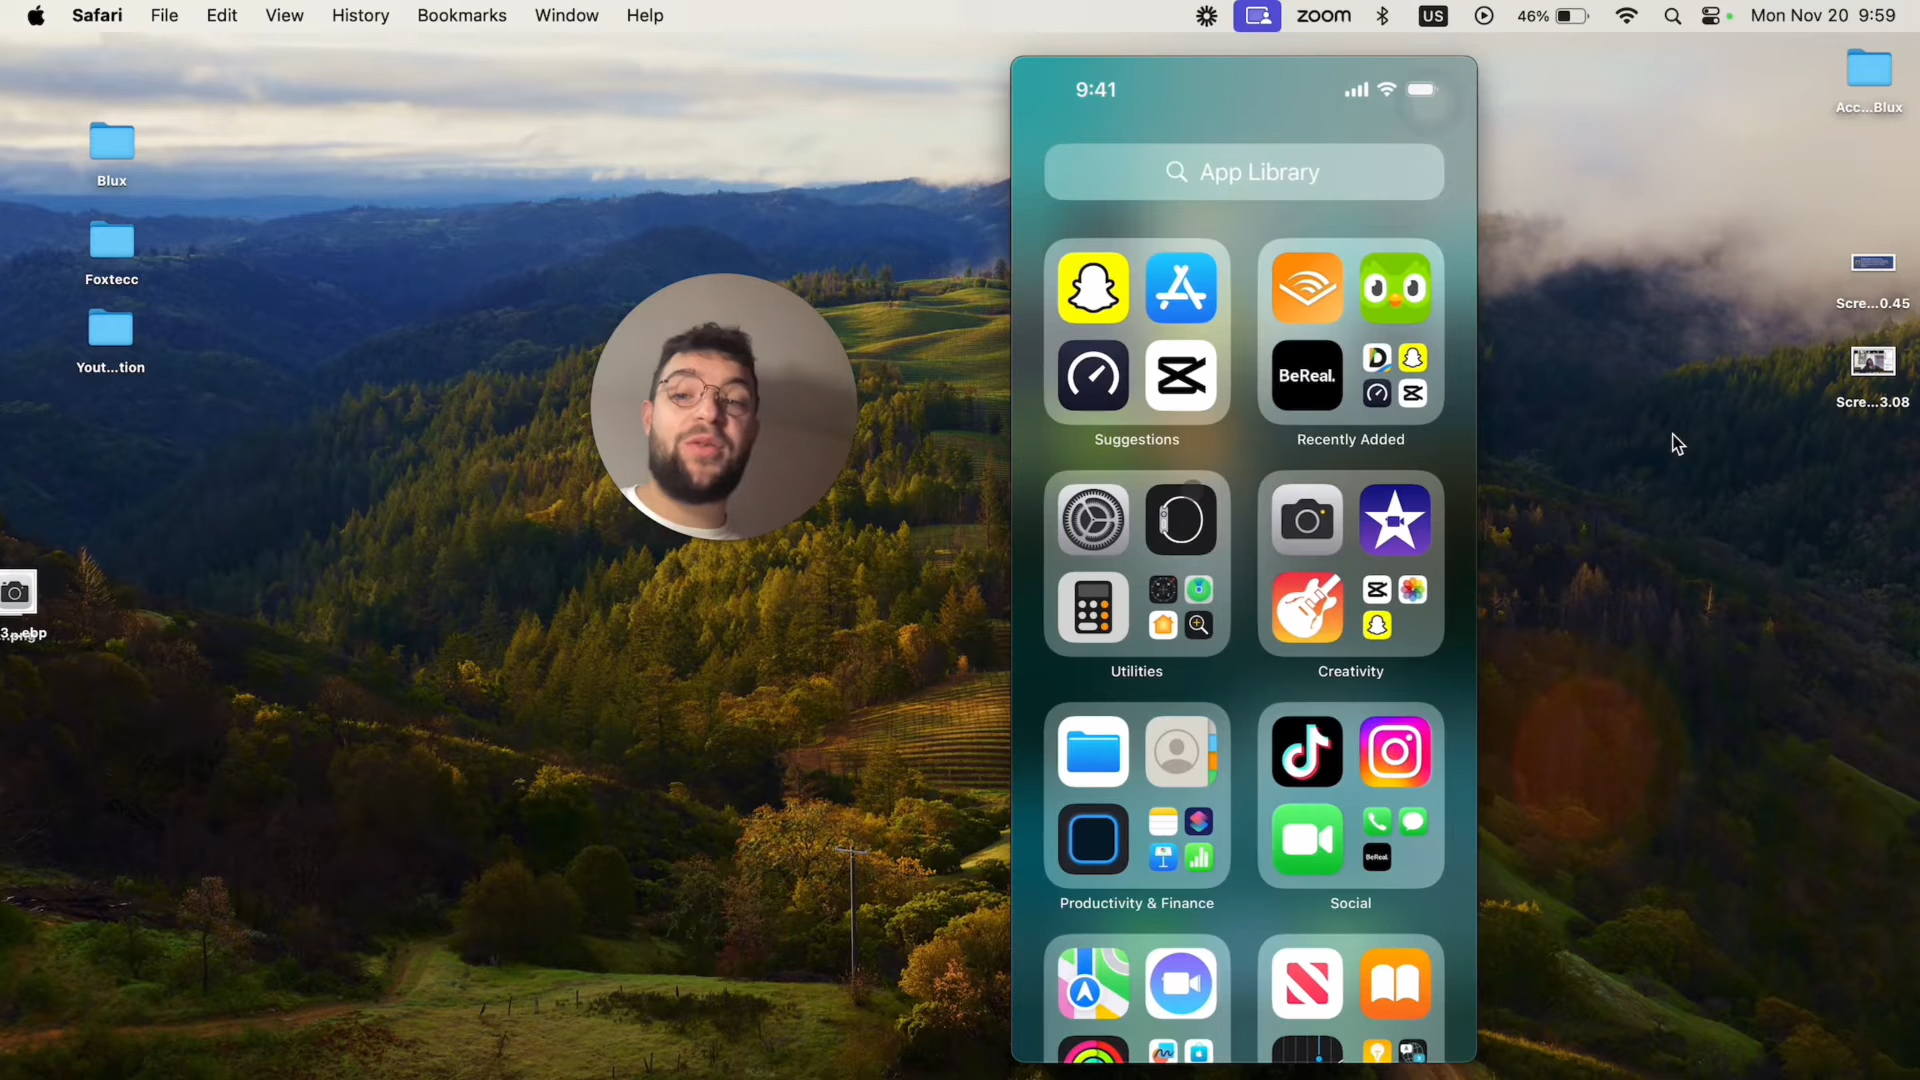 Safari File Edit View History Bookmarks Window Help
zoom US 46% Mon Nov 20 9:59
9:41
App Library
Acc...Blux
Blux
Foxtecc
Yout...tion
Scre...0.45
Scre...3.08
BeReal.
Suggestions Recently Added
Utilities Creativity
BeReal.
Productivity & Finance Social